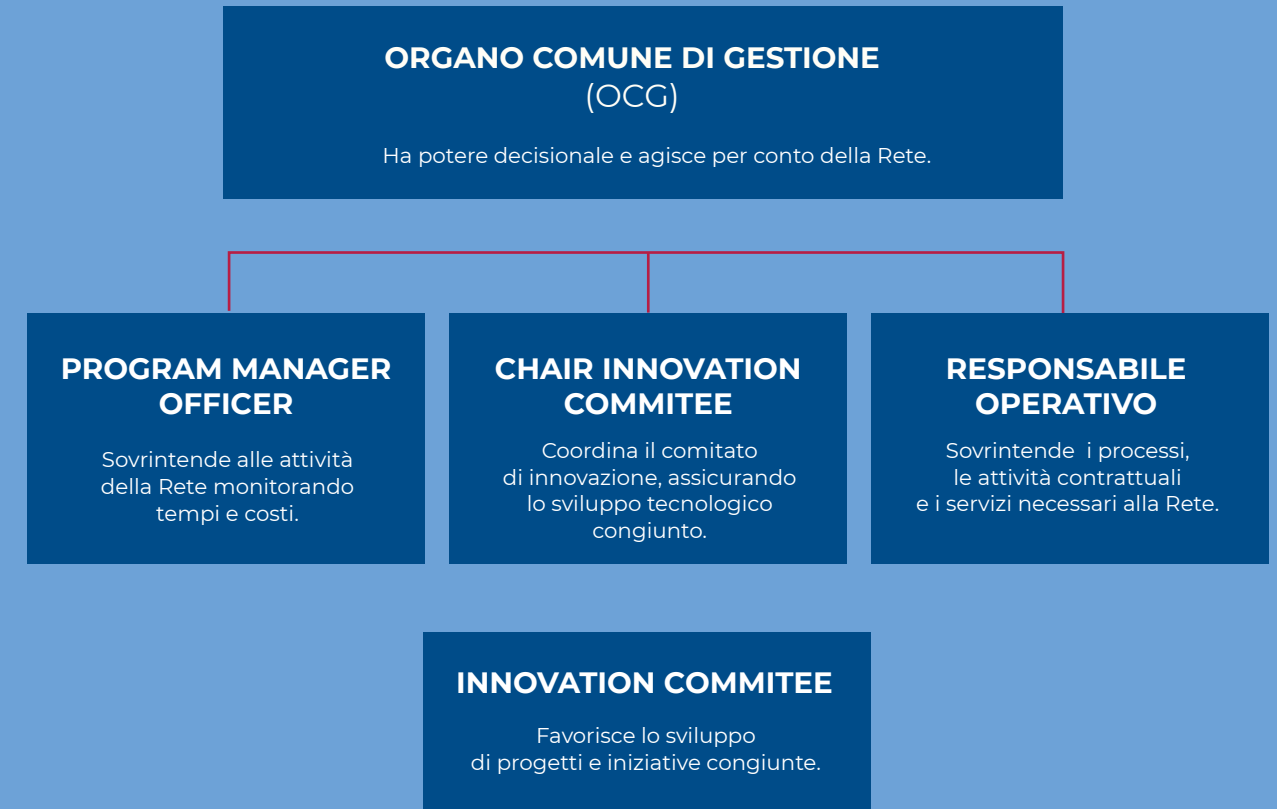 ORGANO COMUNE DI GESTIONE
(OCG)
Ha potere decisionale e agisce per conto della Rete.
PROGRAM MANAGER
OFFICER
Sovrintende alle attività
della Rete monitorando
tempi e costi.
CHAIR INNOVATION
COMMITEE
Coordina il comitato
di innovazione, assicurando
lo sviluppo tecnologico
congiunto.
RESPONSABILE
OPERATIVO
Sovrintende i processi,
le attività contrattuali
e i servizi necessari alla Rete.
INNOVATION COMMITEE
Favorisce lo sviluppo
di progetti e iniziative congiunte.